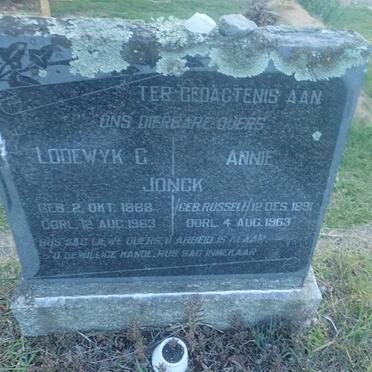 TER GEDAGTENIS AAN
ONS DIERBARE OUERS
LODEWYK C. ANNIE
JONCK
GEB. 2. OKT. 1888 (GEB. RUSSELL) 12 DES. 1891
OORL. 12 AUG. 1963 OORL. 4 AUG. 1963
RUS SAG LIEWE OUERS, U ARBEID IS KLAAR
U GEWILLIGE HANDE, RUS SAG INMEKAAR